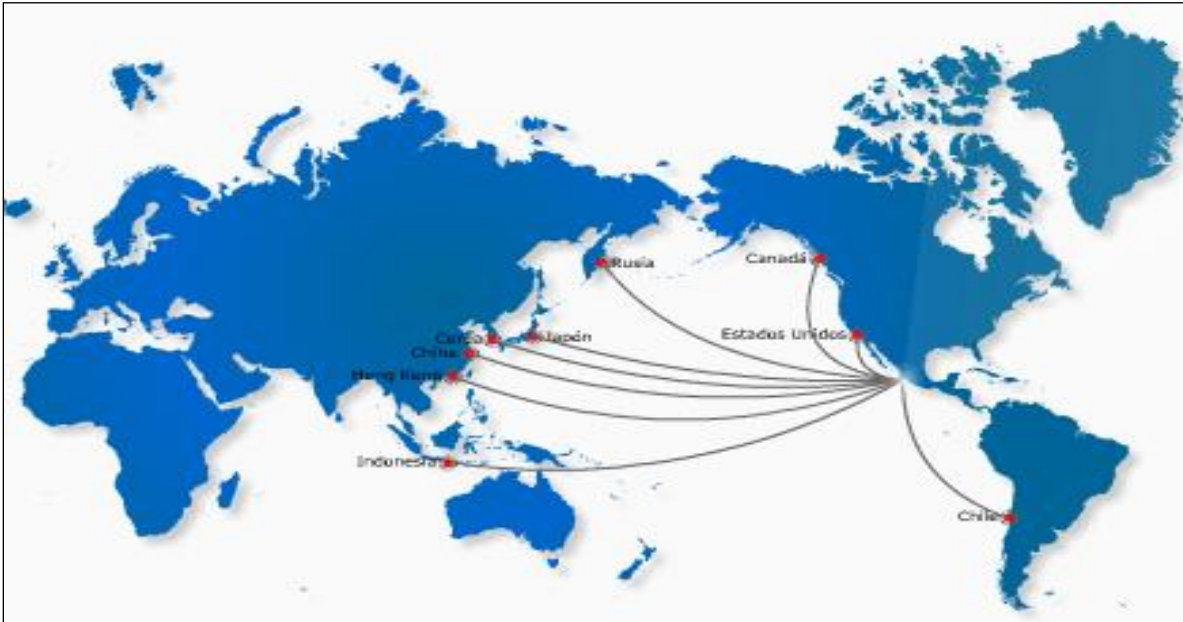 Rusia
Canadá
Estados Unidos
Corea
Japón
China
Hong Kong
Indonesia
Chile